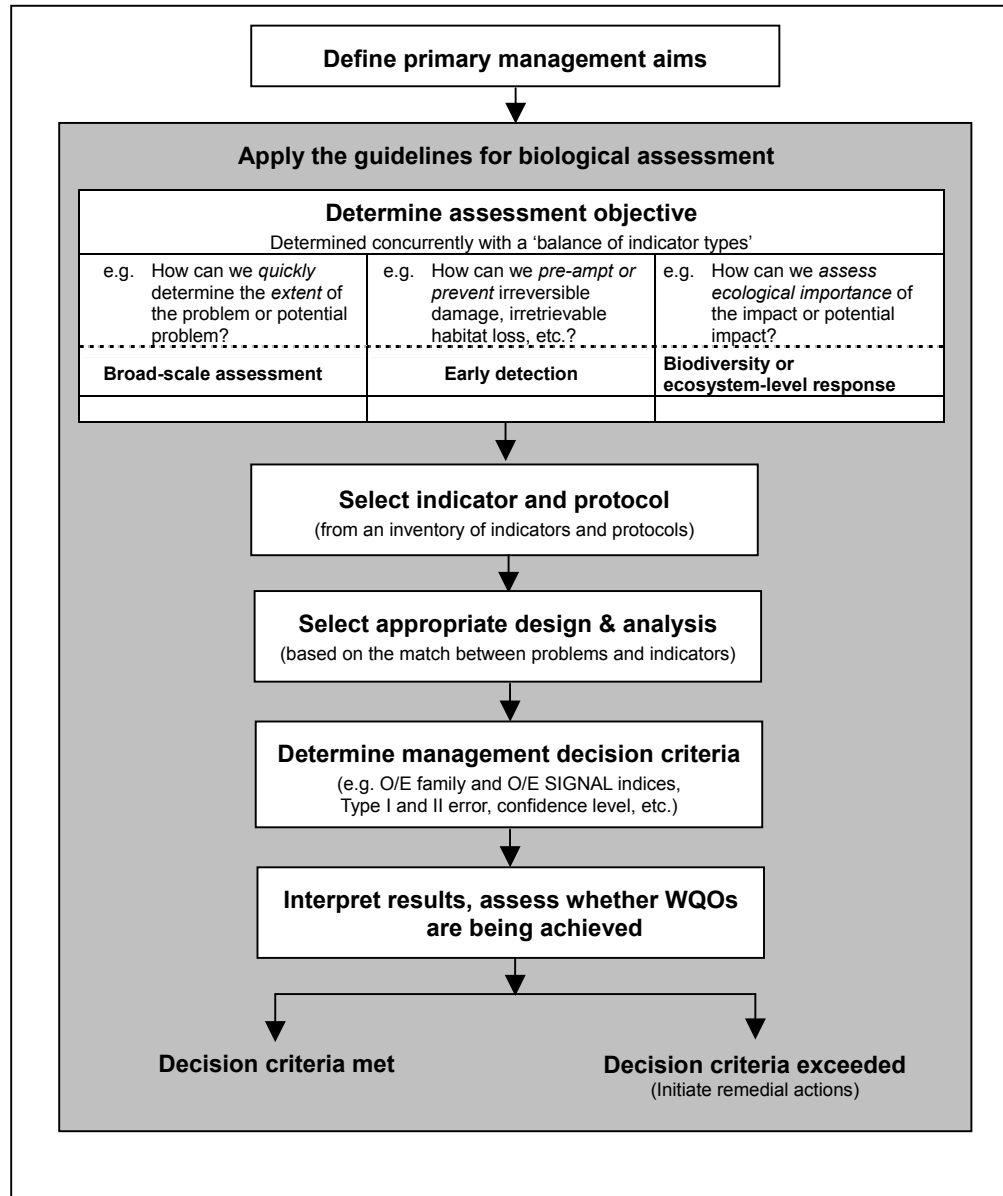 Define primary management aims
Apply the guidelines for biological assessment
Determine assessment objective
Determined concurrently with a ‘balance of indicator types’
e.g. How can we quickly
determine the extent of
the problem or potential
problem?
e.g. How can we pre-ampt or
prevent irreversible
damage, irretrievable
habitat loss, etc.?
e.g. How can we assess
ecological importance of
the impact or potential
impact?
Broad-scale assessment
Early detection
Biodiversity or
ecosystem-level response
Select indicator and protocol
(from an inventory of indicators and protocols)
Select appropriate design & analysis
(based on the match between problems and indicators)
Determine management decision criteria
(e.g. O/E family and O/E SIGNAL indices,
Type I and II error, confidence level, etc.)
Interpret results, assess whether WQOs
are being achieved
Decision criteria met
Decision criteria exceeded
(Initiate remedial actions)